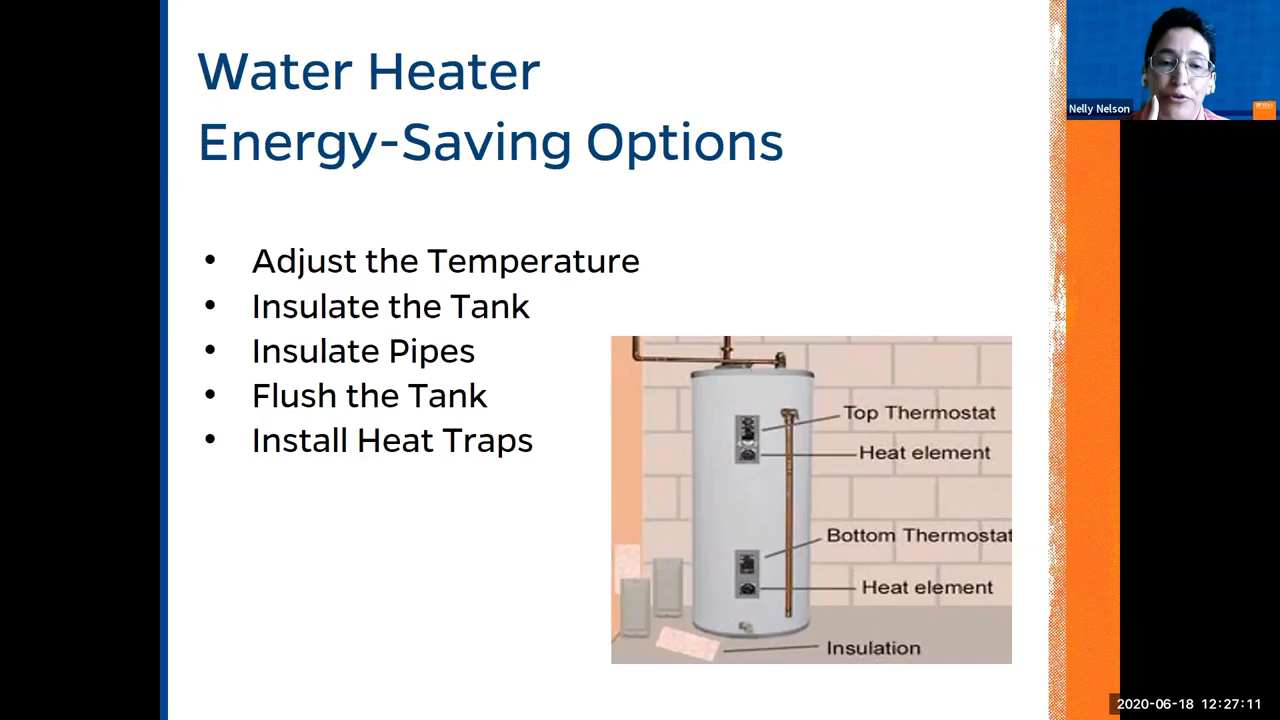 Water Heater
Energy-Saving Options
• Adjust the Temperature
• Insulate the Tank
• Insulate Pipes
• Flush the Tank
• Install Heat Traps
Top Thermostat
Heat element
Bottom Thermostat
Heat element
Insulation
Nelly Nelson
2020-06-18 12:27:11